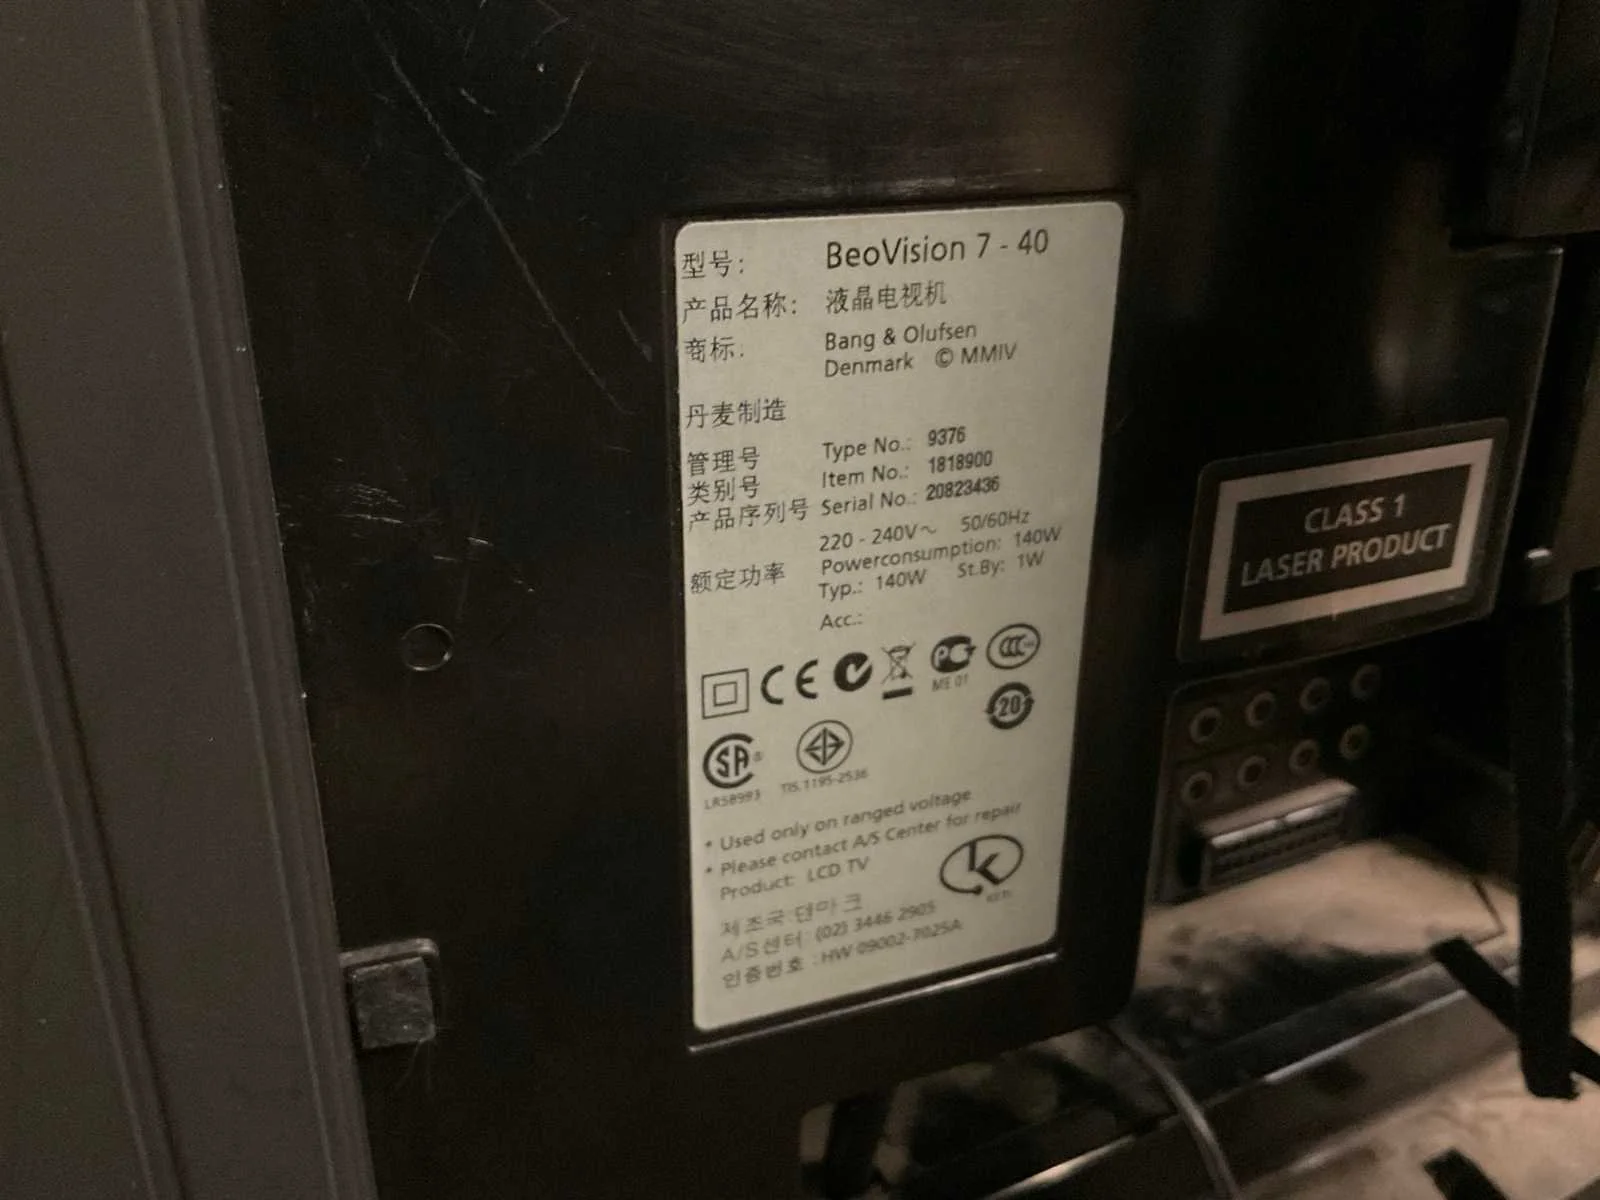 型号: BeoVision 7 - 40
产品名称: 液晶电视机
商标: Bang & Olufsen
Denmark © MMIV
丹麦制造
管理号 Type No.: 9376
类别号 Item No.: 1818900
产品序列号 Serial No.: 20823436
220 - 240V~ 50/60Hz
额定功率 Powerconsumption: 140W
Typ.: 140W St.By: 1W
Acc.:
CE PC CCC
ME 01
20
SA ®
LR58993 TIS.1195-2536
• Used only on ranged voltage
• Please contact A/S Center for repair
Product: LCD TV
제조국:덴마크
A/S센터 : (02) 3446 2905
인증번호 : HW 09002-7025A
CLASS 1
LASER PRODUCT